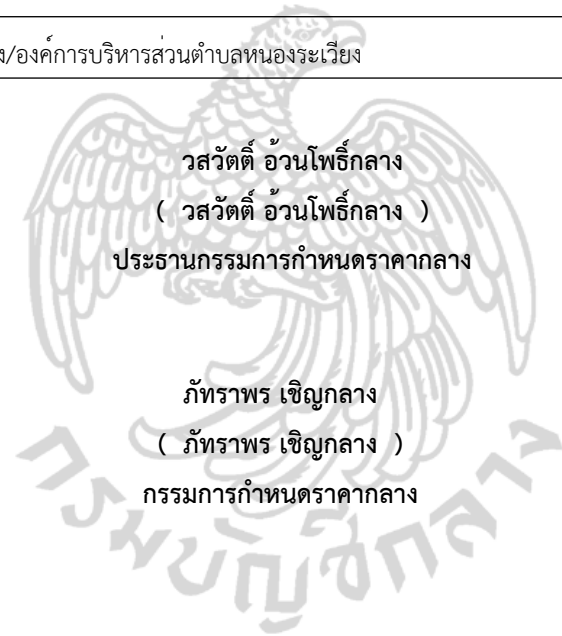 /องค์การบริหารส่วนตำบลหนองระเวียง
วสวัตติ์ อ้วนโพธิ์กลาง
( วสวัตติ์ อ้วนโพธิ์กลาง )
ประธานกรรมการกำหนดราคากลาง
ภัทราพร เชิญกลาง
( ภัทราพร เชิญกลาง )
กรรมการกำหนดราคากลาง
กรมบัญชีกลาง